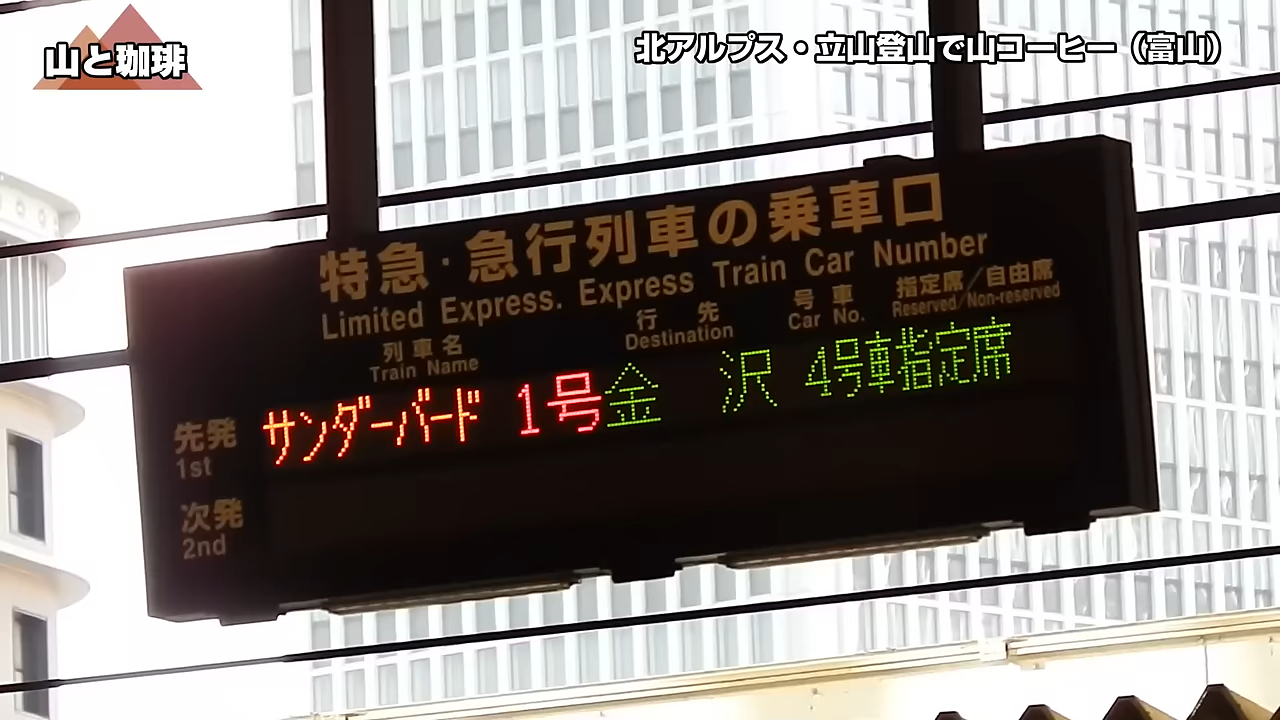 山と珈琲
北アルプス・立山登山で山コーヒー（富山）
特急・急行列車の乗車口
Limited Express. Express Train Car Number
列車名 行先 号車 指定席／自由席
Train Name Destination Car No. Reserved/Non-reserved
先発 サンダーバード 1号 金沢 4号車指定席
1st
次発
2nd